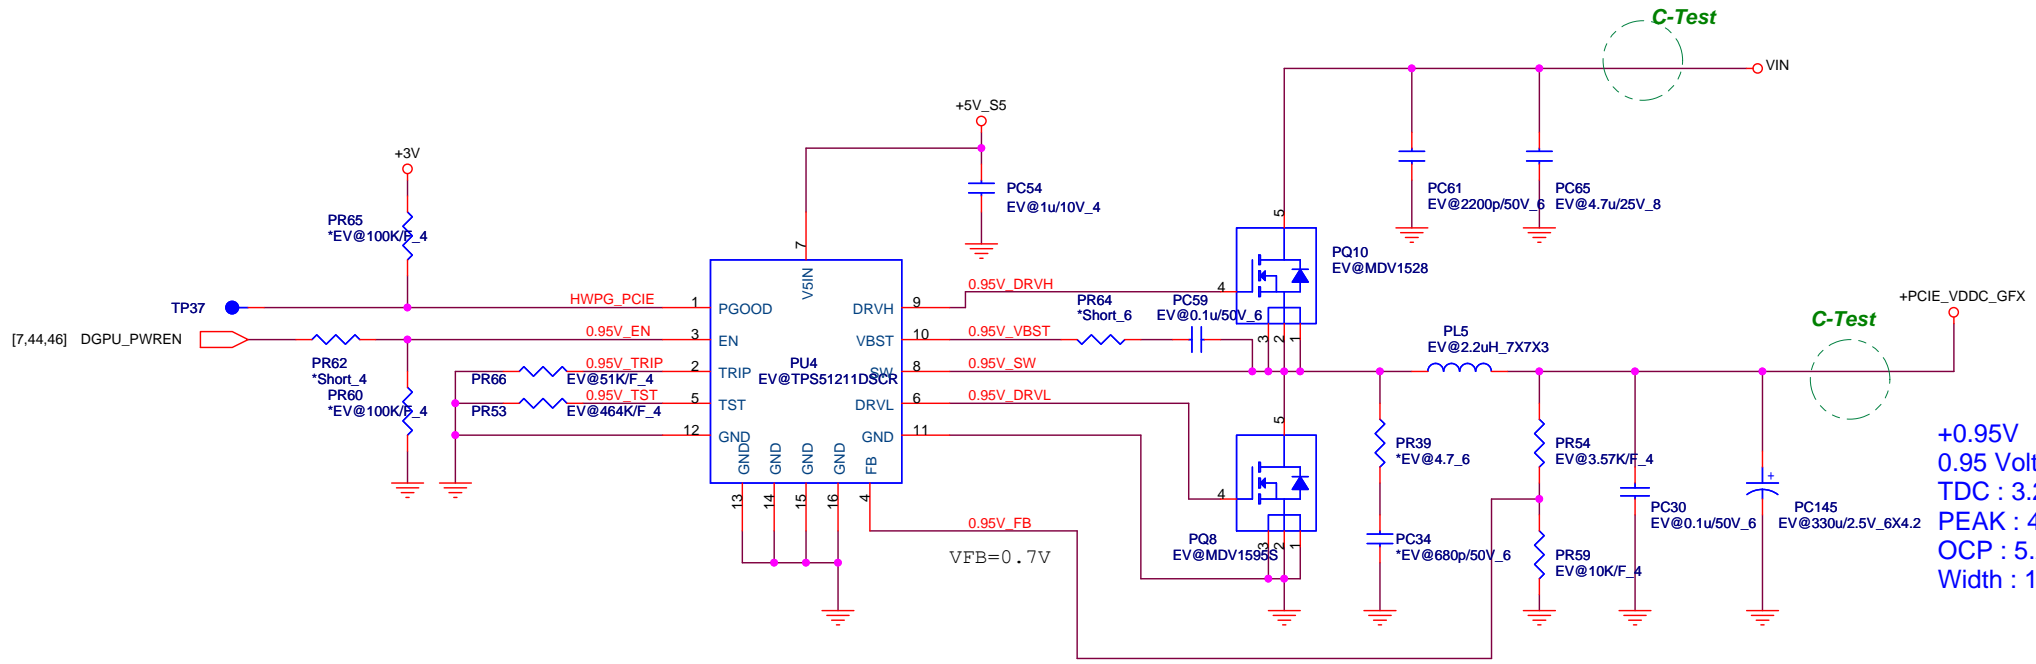 C-Test
VIN
+5V_S5
+3V
PC54
EV@1u/10V_4
PC61
EV@2200p/50V_6
PC65
EV@4.7u/25V_8
PR65
*EV@100K/F_4
7
5
V5IN
PQ10
EV@MDV1528
TP37
HWPG_PCIE
1
PGOOD
DRVH
9
0.95V_DRVH
4
PR64
*Short_6
PC59
EV@0.1u/50V_6
+PCIE_VDDC_GFX
C-Test
[7,44,46]
DGPU_PWREN
0.95V_EN
3
EN
VBST
10
0.95V_VBST
3
2
1
PL5
EV@2.2uH_7X7X3
PR62
*Short_4
PR60
*EV@100K/F_4
PR66
0.95V_TRIP
EV@51K/F_4
2
TRIP
PU4
EV@TPS51211DSCR
SW
8
0.95V_SW
PR53
0.95V_TST
EV@464K/F_4
5
TST
DRVL
6
0.95V_DRVL
5
12
GND
GND
11
GND
GND
GND
GND
FB
13
14
15
16
4
4
PR39
*EV@4.7_6
PR54
EV@3.57K/F_4
PC30
EV@0.1u/50V_6
+
PC145
EV@330u/2.5V_6X4.2
0.95V_FB
VFB=0.7V
PQ8
EV@MDV1595S
3
2
1
PC34
*EV@680p/50V_6
PR59
EV@10K/F_4
+0.95V
0.95 Volt
TDC : 3.2
PEAK : 4
OCP : 5.
Width : 1